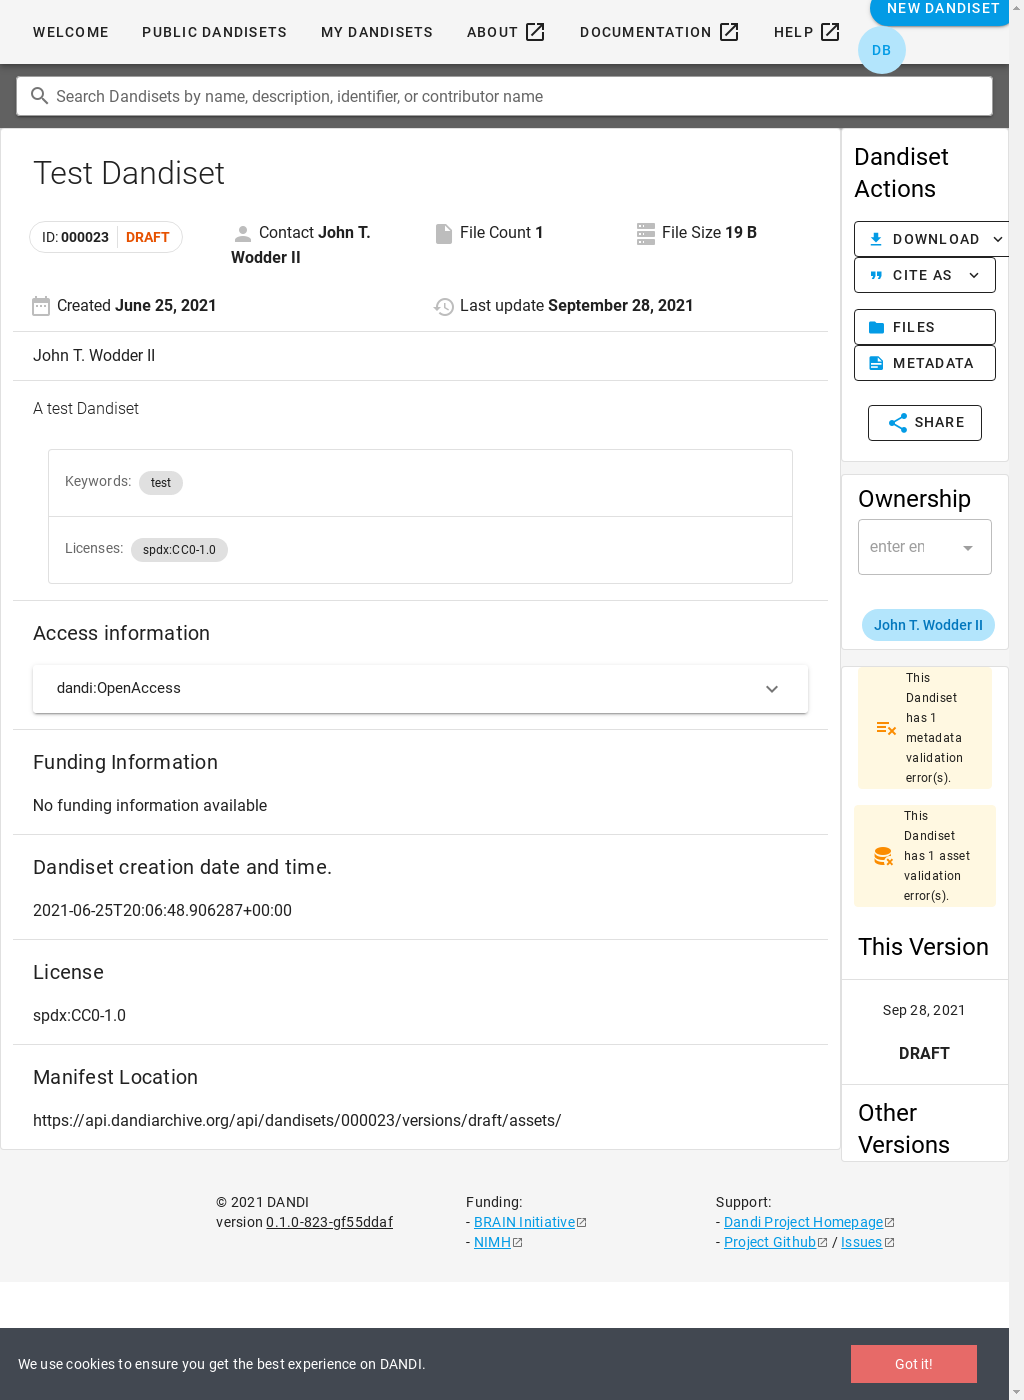 WELCOME PUBLIC DANDISETS MY DANDISETS ABOUT DOCUMENTATION HELP NEW DANDISET
DB
Search Dandisets by name, description, identifier, or contributor name
Test Dandiset
ID: 000023 DRAFT
Contact John T. Wodder II
File Count 1
File Size 19 B
Created June 25, 2021
Last update September 28, 2021
John T. Wodder II
A test Dandiset
Keywords: test
Licenses: spdx:CC0-1.0
Access information
dandi:OpenAccess
Funding Information
No funding information available
Dandiset creation date and time.
2021-06-25T20:06:48.906287+00:00
License
spdx:CC0-1.0
Manifest Location
https://api.dandiarchive.org/api/dandisets/000023/versions/draft/assets/
Dandiset
Actions
DOWNLOAD
CITE AS
FILES
METADATA
SHARE
Ownership
enter en
John T. Wodder II
This
Dandiset
has 1
metadata
validation
error(s).
This
Dandiset
has 1 asset
validation
error(s).
This Version
Sep 28, 2021
DRAFT
Other
Versions
© 2021 DANDI
version 0.1.0-823-gf55ddaf
Funding:
- BRAIN Initiative
- NIMH
Support:
- Dandi Project Homepage
- Project Github / Issues
We use cookies to ensure you get the best experience on DANDI.
Got it!